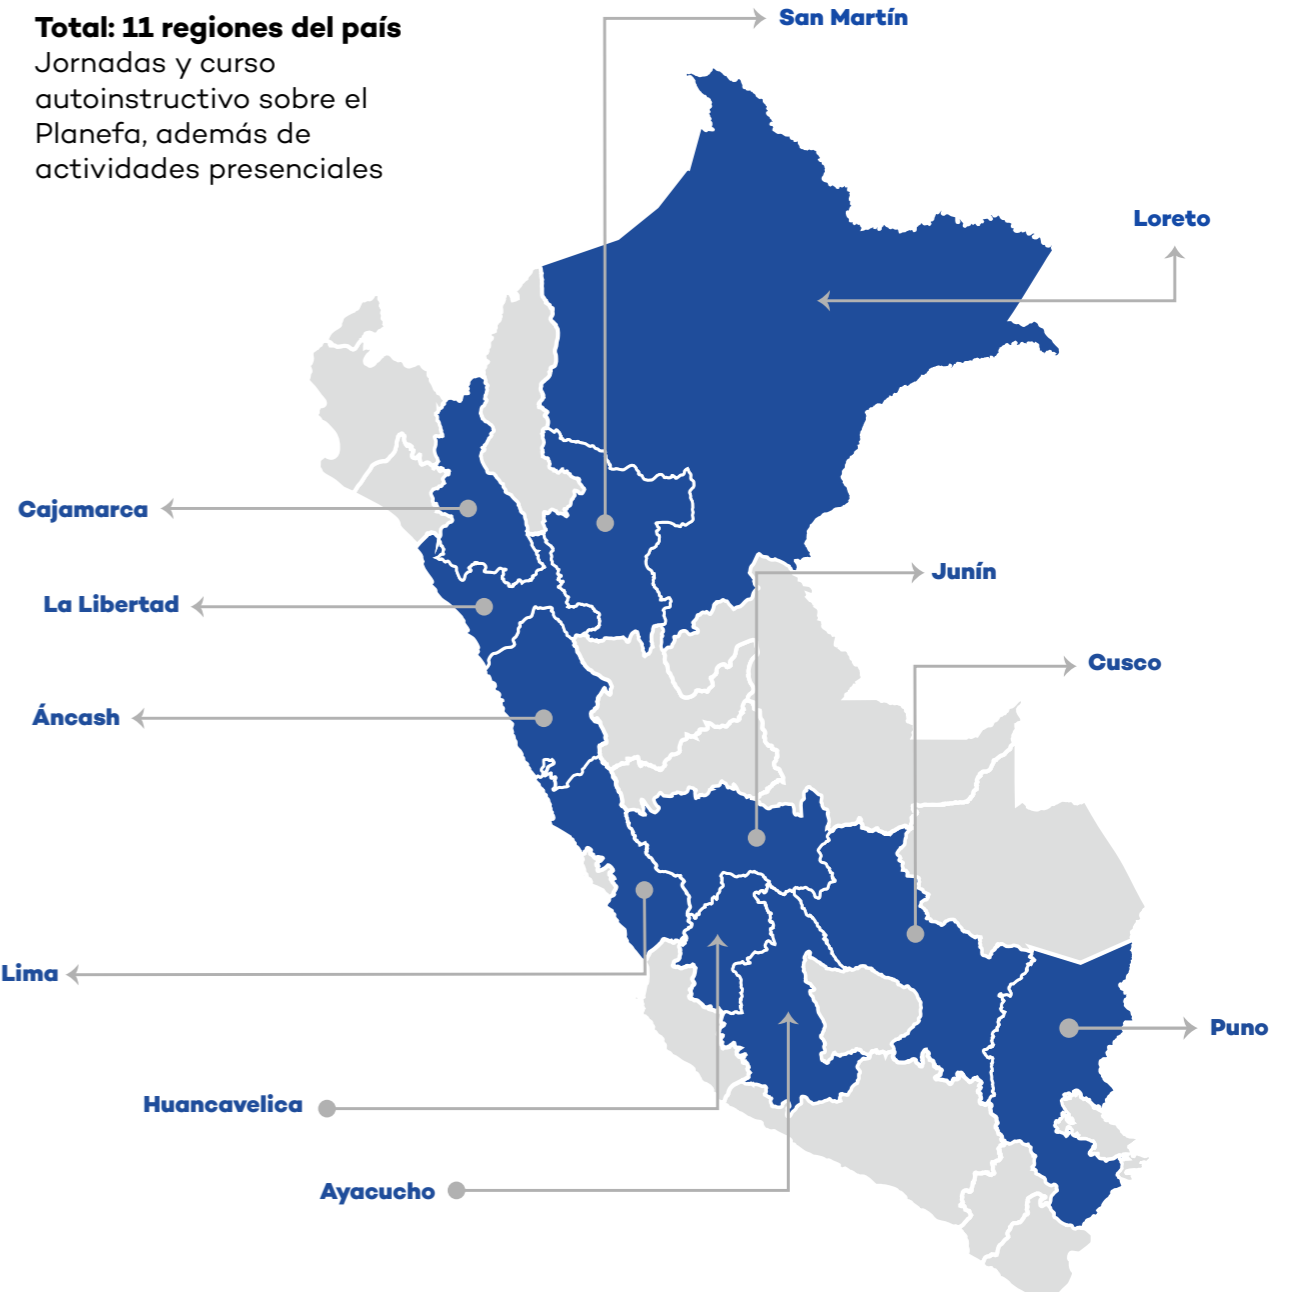 Total: 11 regiones del país
Jornadas y curso
autoinstructivo sobre el
Planefa, además de
actividades presenciales
San Martín
Loreto
Cajamarca
Junín
La Libertad
Cusco
Áncash
Lima
Puno
Huancavelica
Ayacucho